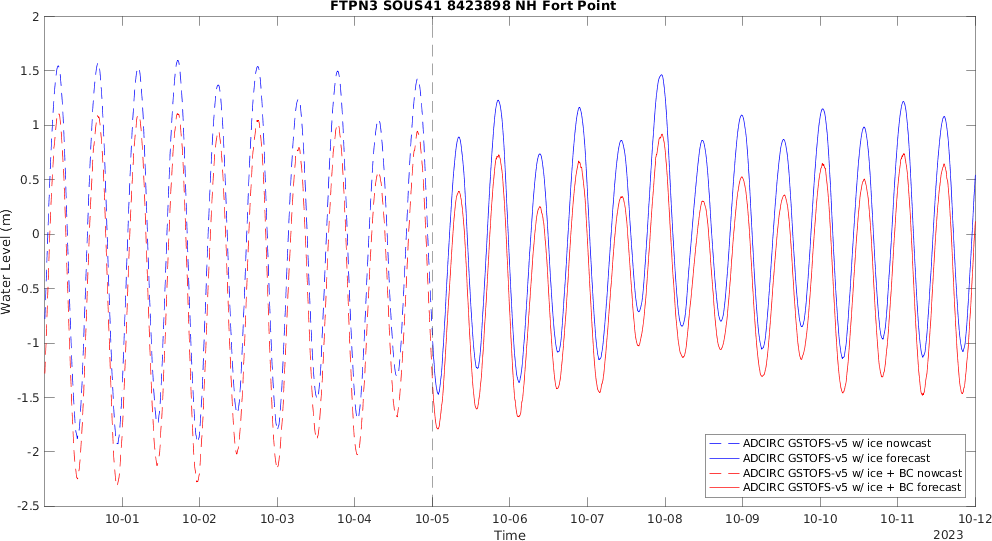 FTPN3 SOUS41 8423898 NH Fort Point
2
1.5
1
0.5
0
-0.5
-1
-1.5
-2
-2.5
Water Level (m)
ADCIRC GSTOFS-v5 w/ ice nowcast
ADCIRC GSTOFS-v5 w/ ice forecast
ADCIRC GSTOFS-v5 w/ ice + BC nowcast
ADCIRC GSTOFS-v5 w/ ice + BC forecast
10-01 10-02 10-03 10-04 10-05 10-06 10-07 10-08 10-09 10-10 10-11 10-12
Time
2023